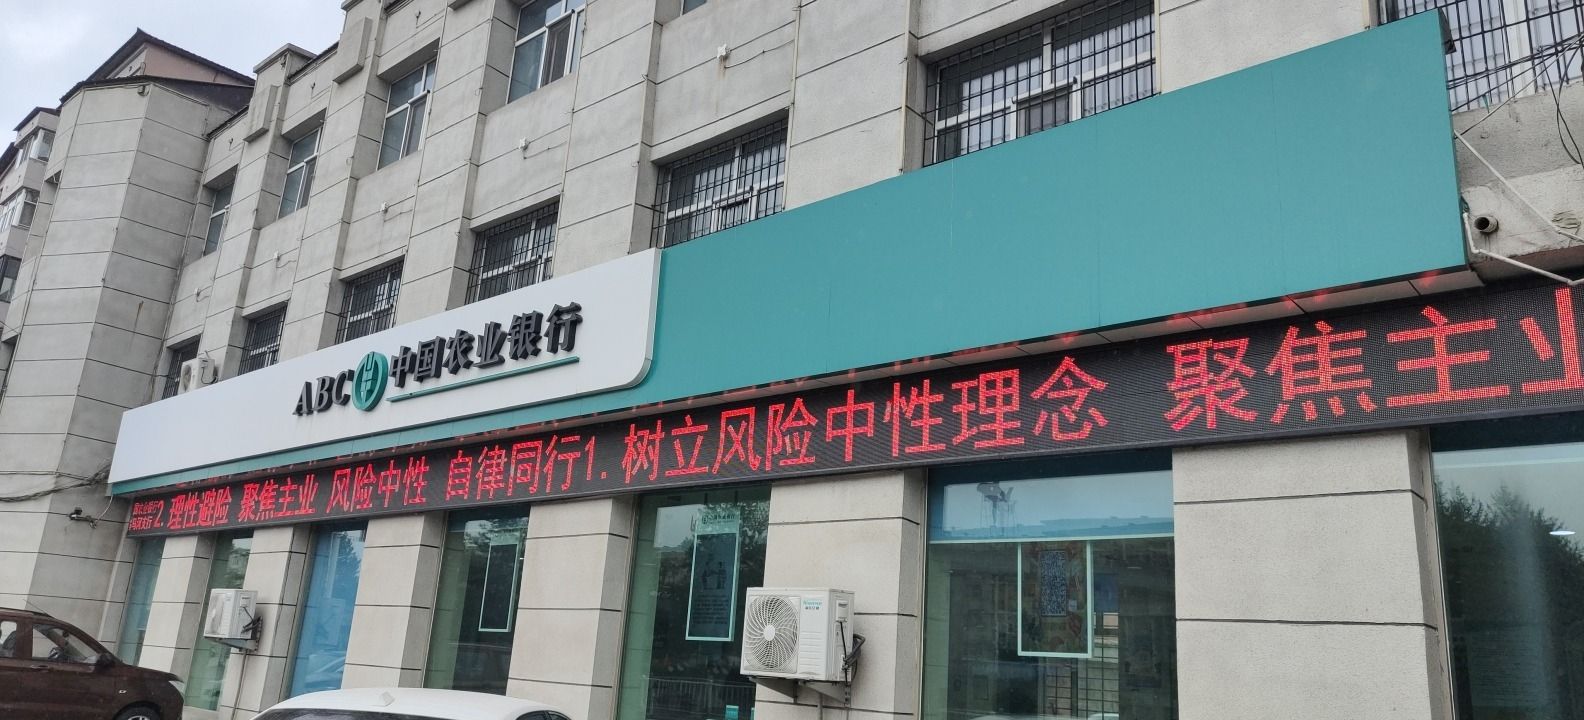 ABC 中国农业银行
2. 理性避险 聚焦主业 风险中性 自律同行1. 树立风险中性理念 聚焦主业
Hisense